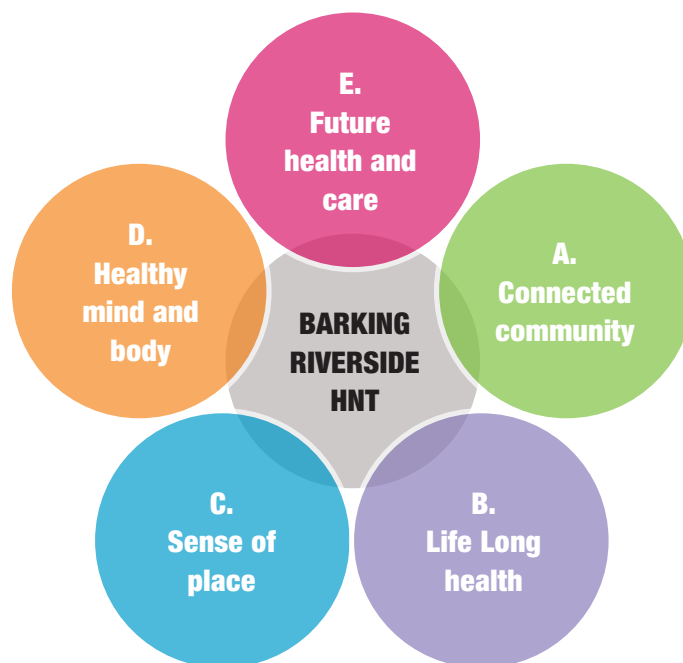 E.
Future
health and
care
A.
Connected
community
B.
Life Long
health
C.
Sense of
place
D.
Healthy
mind and
body
BARKING
RIVERSIDE
HNT